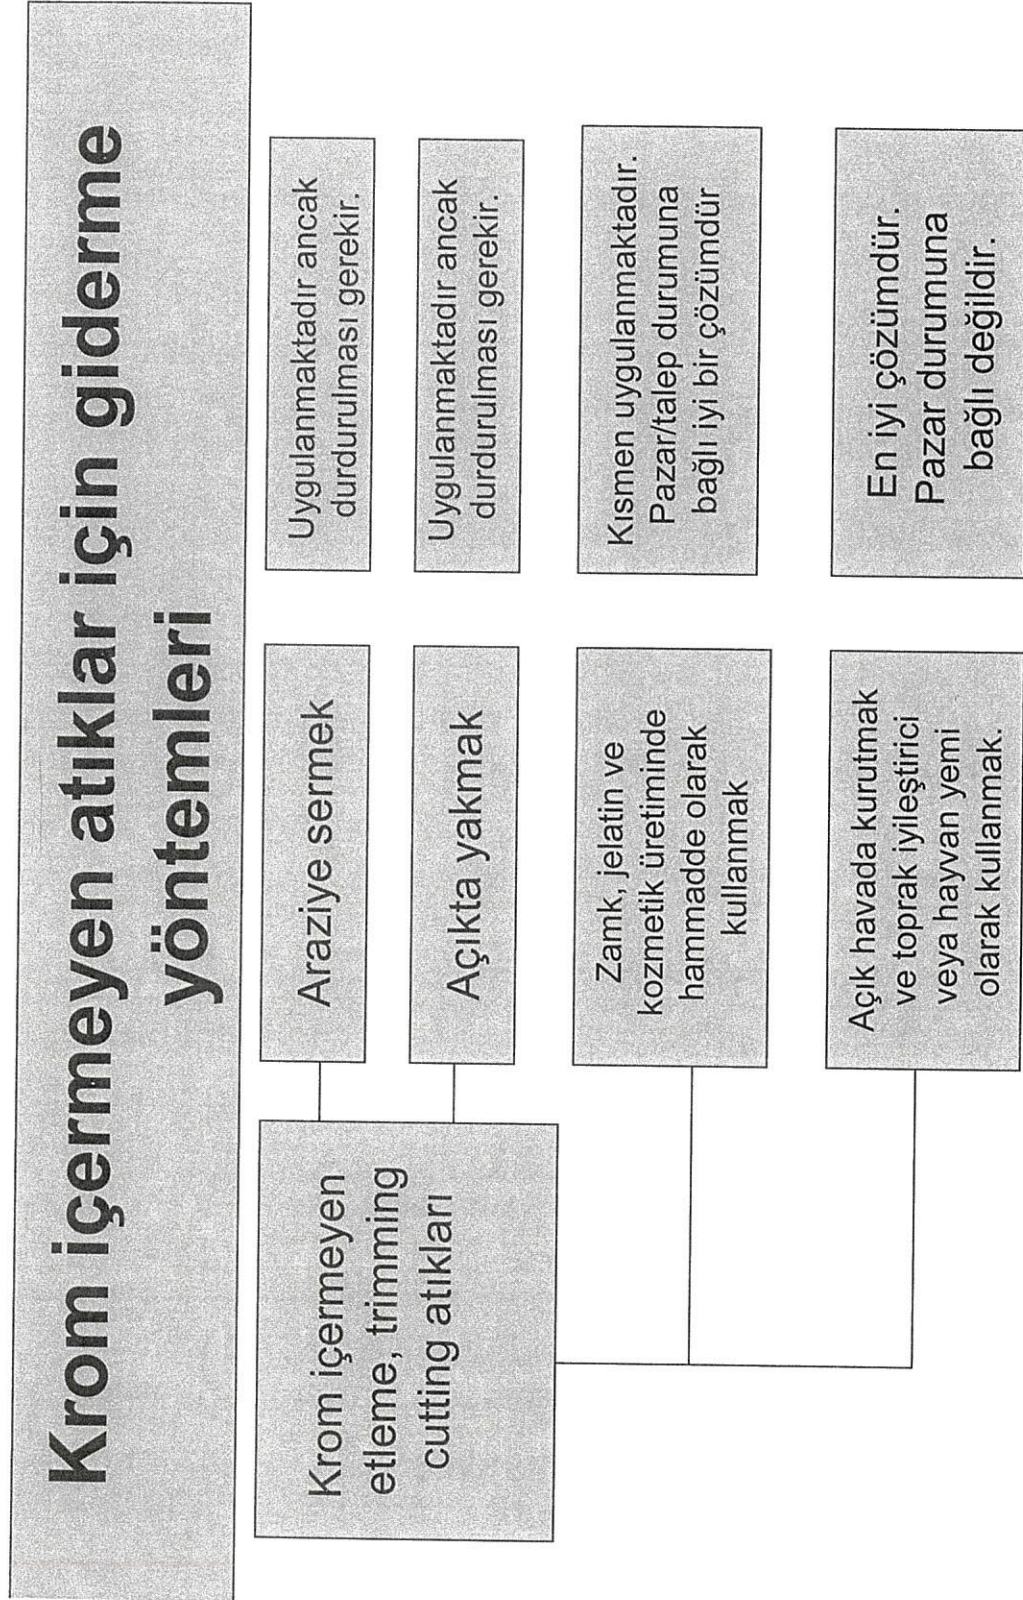 Krom içermeyen atıklar için giderme
yöntemleri
Krom içermeyen
etleme, trimming
cutting atıkları
Araziye sermek
Uygulanmaktadır ancak
durdurulması gerekir.
Açıkta yakmak
Uygulanmaktadır ancak
durdurulması gerekir.
Zamk, jelatin ve
kozmetik üretiminde
hammadde olarak
kullanmak
Kısmen uygulanmaktadır.
Pazar/talep durumuna
bağlı iyi bir çözümdür
Açık havada kurutmak
ve toprak iyileştirici
veya hayvan yemi
olarak kullanmak.
En iyi çözümdür.
Pazar durumuna
bağlı değildir.